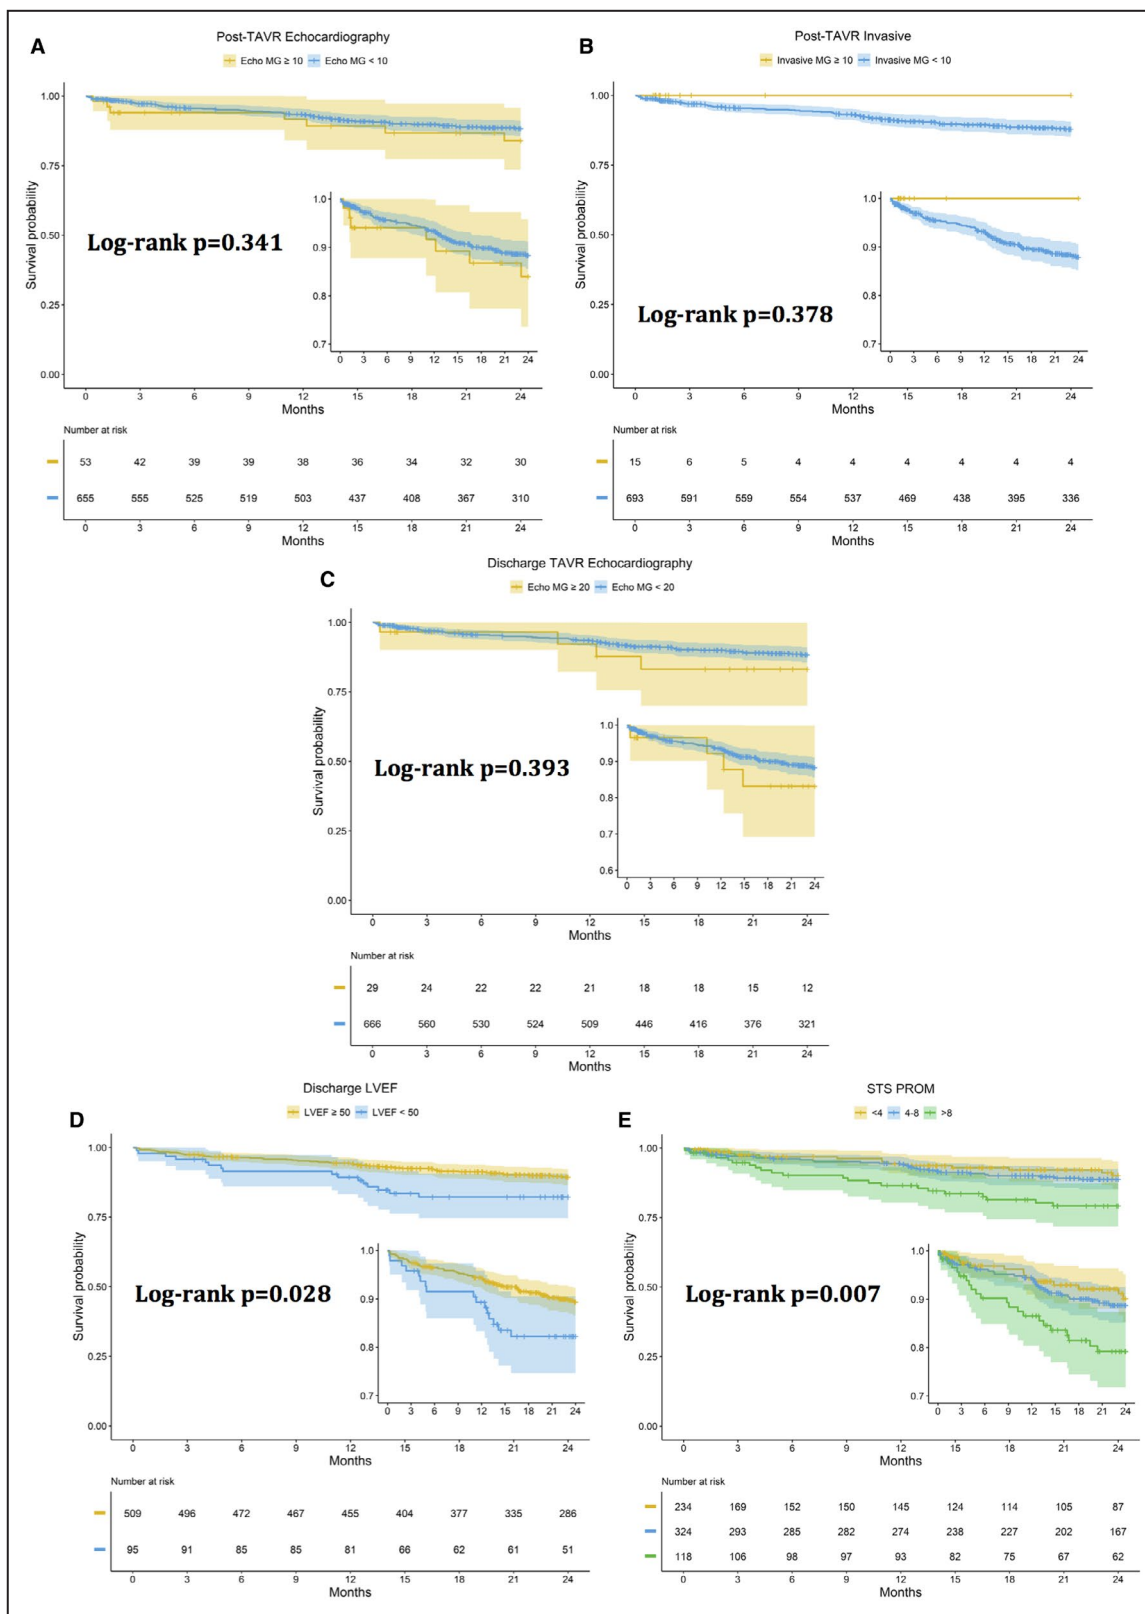 A
Post-TAVR Echocardiography
Echo MG ≥ 10 Echo MG < 10
Survival probability
1.00
0.75
0.50
0.25
0.00
Log-rank p=0.341
1.0
0.9
0.8
0.7
0 3 6 9 12 15 18 21 24
0 3 6 9 12 15 18 21 24
Months
Number at risk
53 42 39 39 38 36 34 32 30
655 555 525 519 503 437 408 367 310
0 3 6 9 12 15 18 21 24
Months
B
Post-TAVR Invasive
Invasive MG ≥ 10 Invasive MG < 10
Survival probability
1.00
0.75
0.50
0.25
0.00
Log-rank p=0.378
1.0
0.9
0.8
0.7
0 3 6 9 12 15 18 21 24
0 3 6 9 12 15 18 21 24
Months
Number at risk
15 6 5 4 4 4 4 4 4
693 591 559 554 537 469 438 395 336
0 3 6 9 12 15 18 21 24
Months
C
Discharge TAVR Echocardiography
Echo MG ≥ 20 Echo MG < 20
Survival probability
1.00
0.75
0.50
0.25
0.00
Log-rank p=0.393
1.0
0.9
0.8
0.7
0.6
0 3 6 9 12 15 18 21 24
0 3 6 9 12 15 18 21 24
Months
Number at risk
29 24 22 22 21 18 18 15 12
666 560 530 524 509 446 416 376 321
0 3 6 9 12 15 18 21 24
Months
D
Discharge LVEF
LVEF ≥ 50 LVEF < 50
Survival probability
1.00
0.75
0.50
0.25
0.00
Log-rank p=0.028
1.0
0.9
0.8
0.7
0 3 6 9 12 15 18 21 24
0 3 6 9 12 15 18 21 24
Months
Number at risk
509 496 472 467 455 404 377 335 286
95 91 85 85 81 66 62 61 51
0 3 6 9 12 15 18 21 24
Months
E
STS PROM
<4 4-8 >8
Survival probability
1.00
0.75
0.50
0.25
0.00
Log-rank p=0.007
1.0
0.9
0.8
0.7
0 3 6 9 12 15 18 21 24
0 3 6 9 12 15 18 21 24
Months
Number at risk
234 169 152 150 145 124 114 105 87
324 293 285 282 274 238 227 202 167
118 106 98 97 93 82 75 67 62
0 3 6 9 12 15 18 21 24
Months